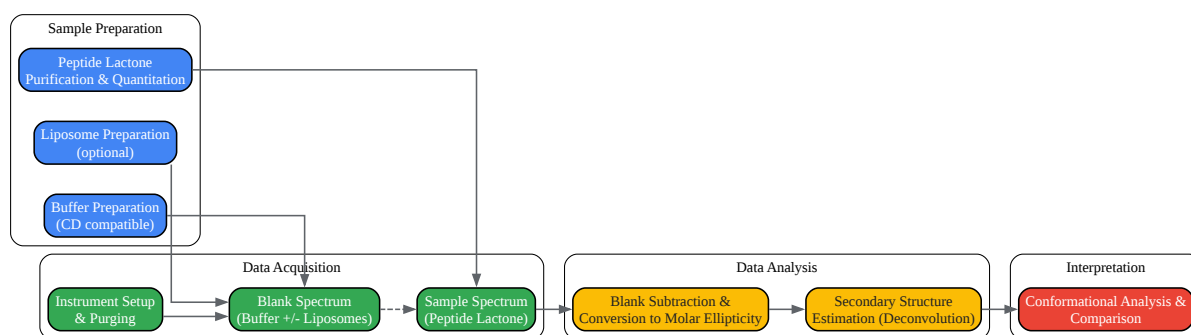 Sample Preparation
Peptide Lactone
Purification & Quantitation
Liposome Preparation
(optional)
Buffer Preparation
(CD compatible)
Data Acquisition
Instrument Setup
& Purging
Blank Spectrum
(Buffer +/- Liposomes)
Sample Spectrum
(Peptide Lactone)
Data Analysis
Blank Subtraction &
Conversion to Molar Ellipticity
Secondary Structure
Estimation (Deconvolution)
Interpretation
Conformational Analysis &
Comparison